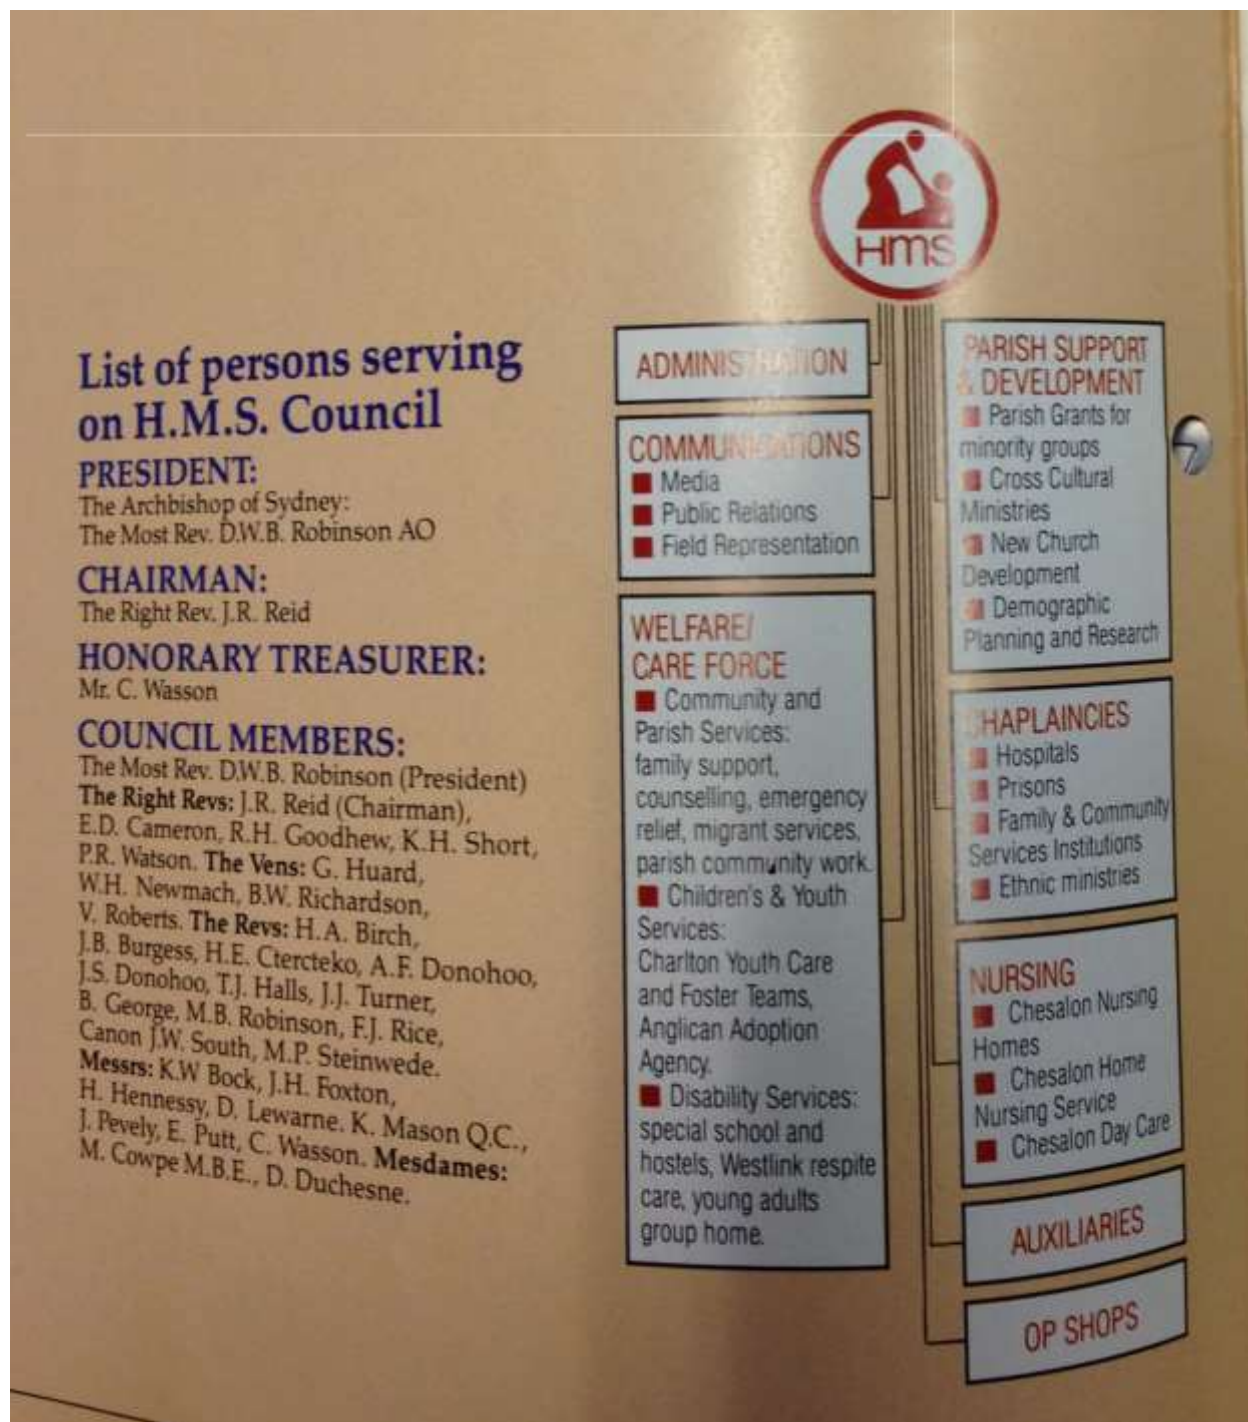 HMS
List of persons serving
on H.M.S. Council
PRESIDENT:
The Archbishop of Sydney:
The Most Rev. D.W.B. Robinson AO
CHAIRMAN:
The Right Rev. J.R. Reid
HONORARY TREASURER:
Mr. C. Wasson
COUNCIL MEMBERS:
The Most Rev. D.W.B. Robinson (President)
The Right Revs: J.R. Reid (Chairman),
E.D. Cameron, R.H. Goodhew, K.H. Short,
P.R. Watson. The Vens: G. Huard,
W.H. Newmach, B.W. Richardson,
V. Roberts. The Revs: H.A. Birch,
J.B. Burgess, H.E. Ctercteko, A.F. Donohoo,
J.S. Donohoo, T.J. Halls, J.J. Turner,
B. George, M.B. Robinson, F.J. Rice,
Canon J.W. South, M.P. Steinwede.
Messrs: K.W Bock, J.H. Foxton,
H. Hennessy, D. Lewarne. K. Mason Q.C.,
J. Pevely, E. Putt, C. Wasson. Mesdames:
M. Cowpe M.B.E., D. Duchesne.
ADMINISTRATION
COMMUNICATIONS
Media
Public Relations
Field Representation
WELFARE/
CARE FORCE
Community and
Parish Services:
family support,
counselling, emergency
relief, migrant services,
parish community work.
Children's & Youth
Services:
Charlton Youth Care
and Foster Teams,
Anglican Adoption
Agency.
Disability Services:
special school and
hostels, Westlink respite
care, young adults
group home.
PARISH SUPPORT
& DEVELOPMENT
Parish Grants for
minority groups
Cross Cultural
Ministries
New Church
Development
Demographic
Planning and Research
CHAPLAINCIES
Hospitals
Prisons
Family & Community
Services Institutions
Ethnic ministries
NURSING
Chesalon Nursing
Homes
Chesalon Home
Nursing Service
Chesalon Day Care
AUXILIARIES
OP SHOPS